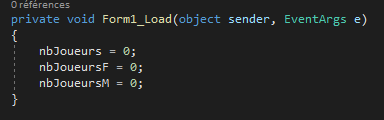 0 références
private void Form1_Load(object sender, EventArgs e)
{
nbJoueurs = 0;
nbJoueursF = 0;
nbJoueursM = 0;
}